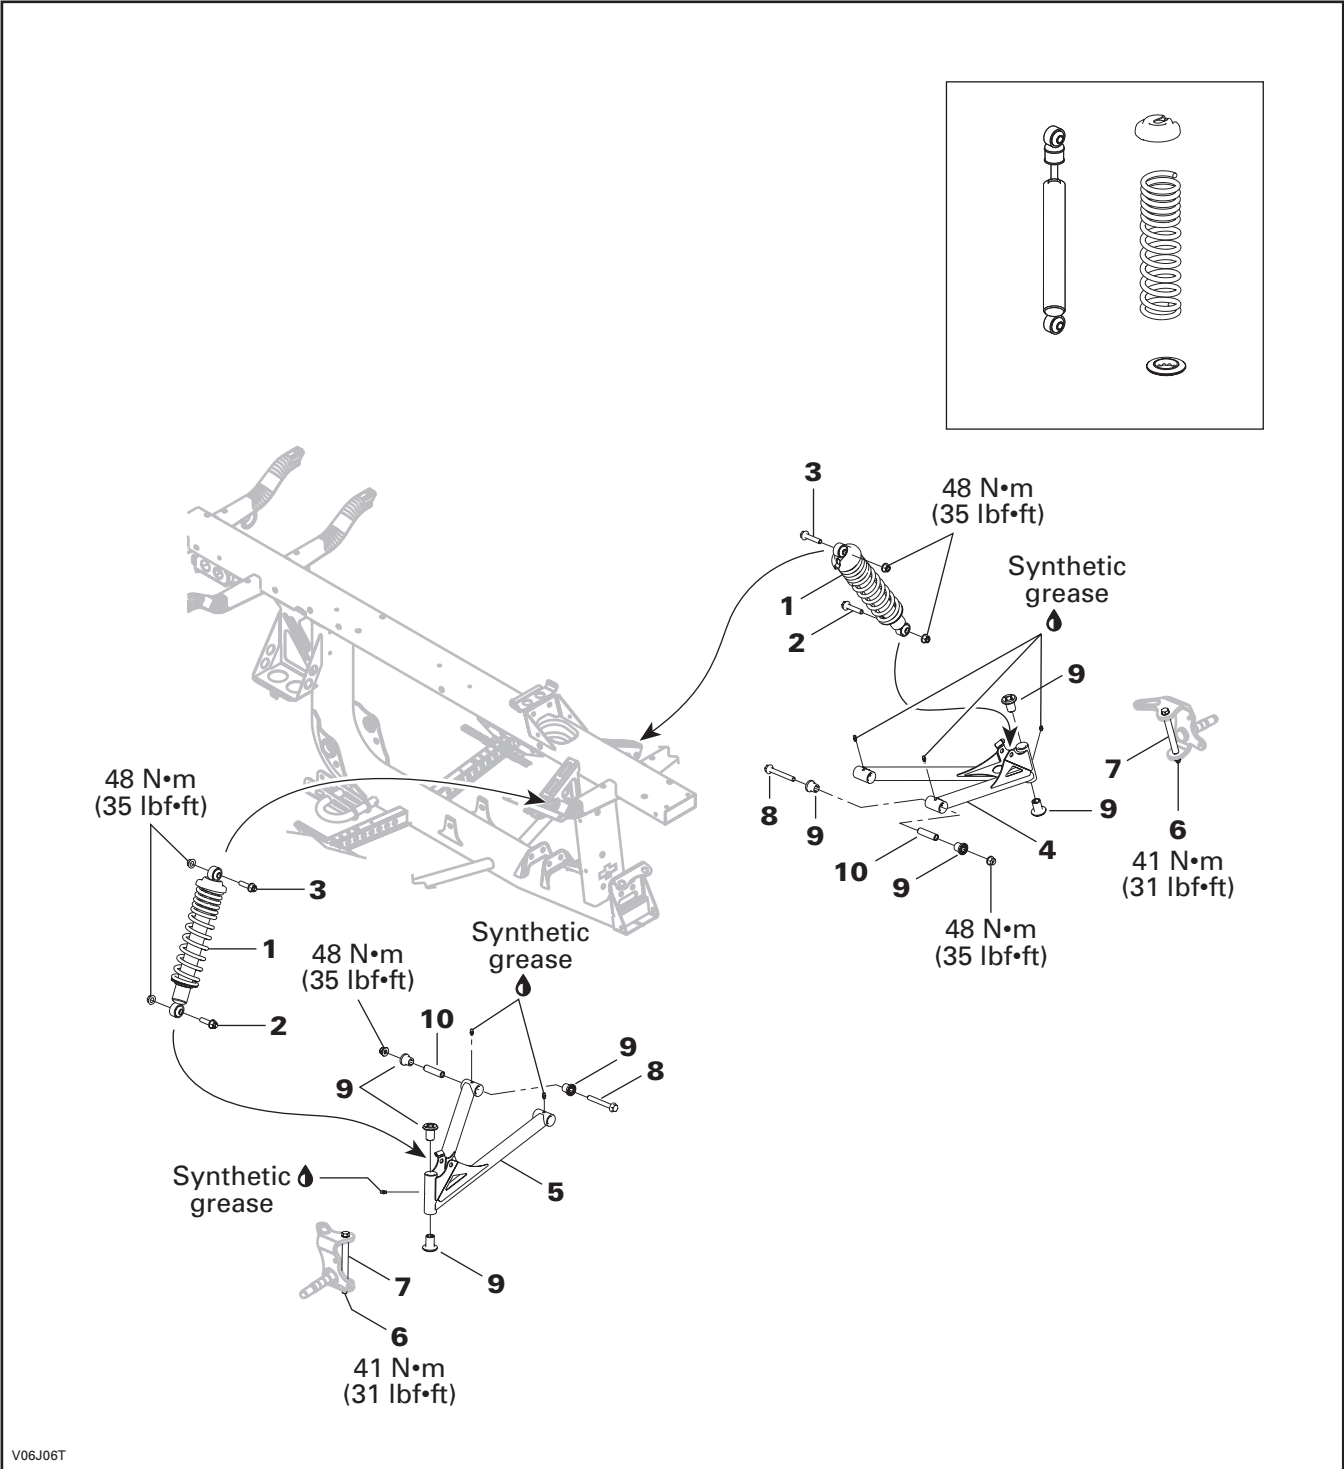 3
48 N•m
(35 lbf•ft)
Synthetic
grease
1
2
9
7
8
9
9
6
41 N•m
(31 lbf•ft)
4
10
9
48 N•m
(35 lbf•ft)
48 N•m
(35 lbf•ft)
3
1
2
48 N•m
(35 lbf•ft)
Synthetic
grease
10
9
8
9
Synthetic
grease
5
9
7
6
41 N•m
(31 lbf•ft)
V06J06T